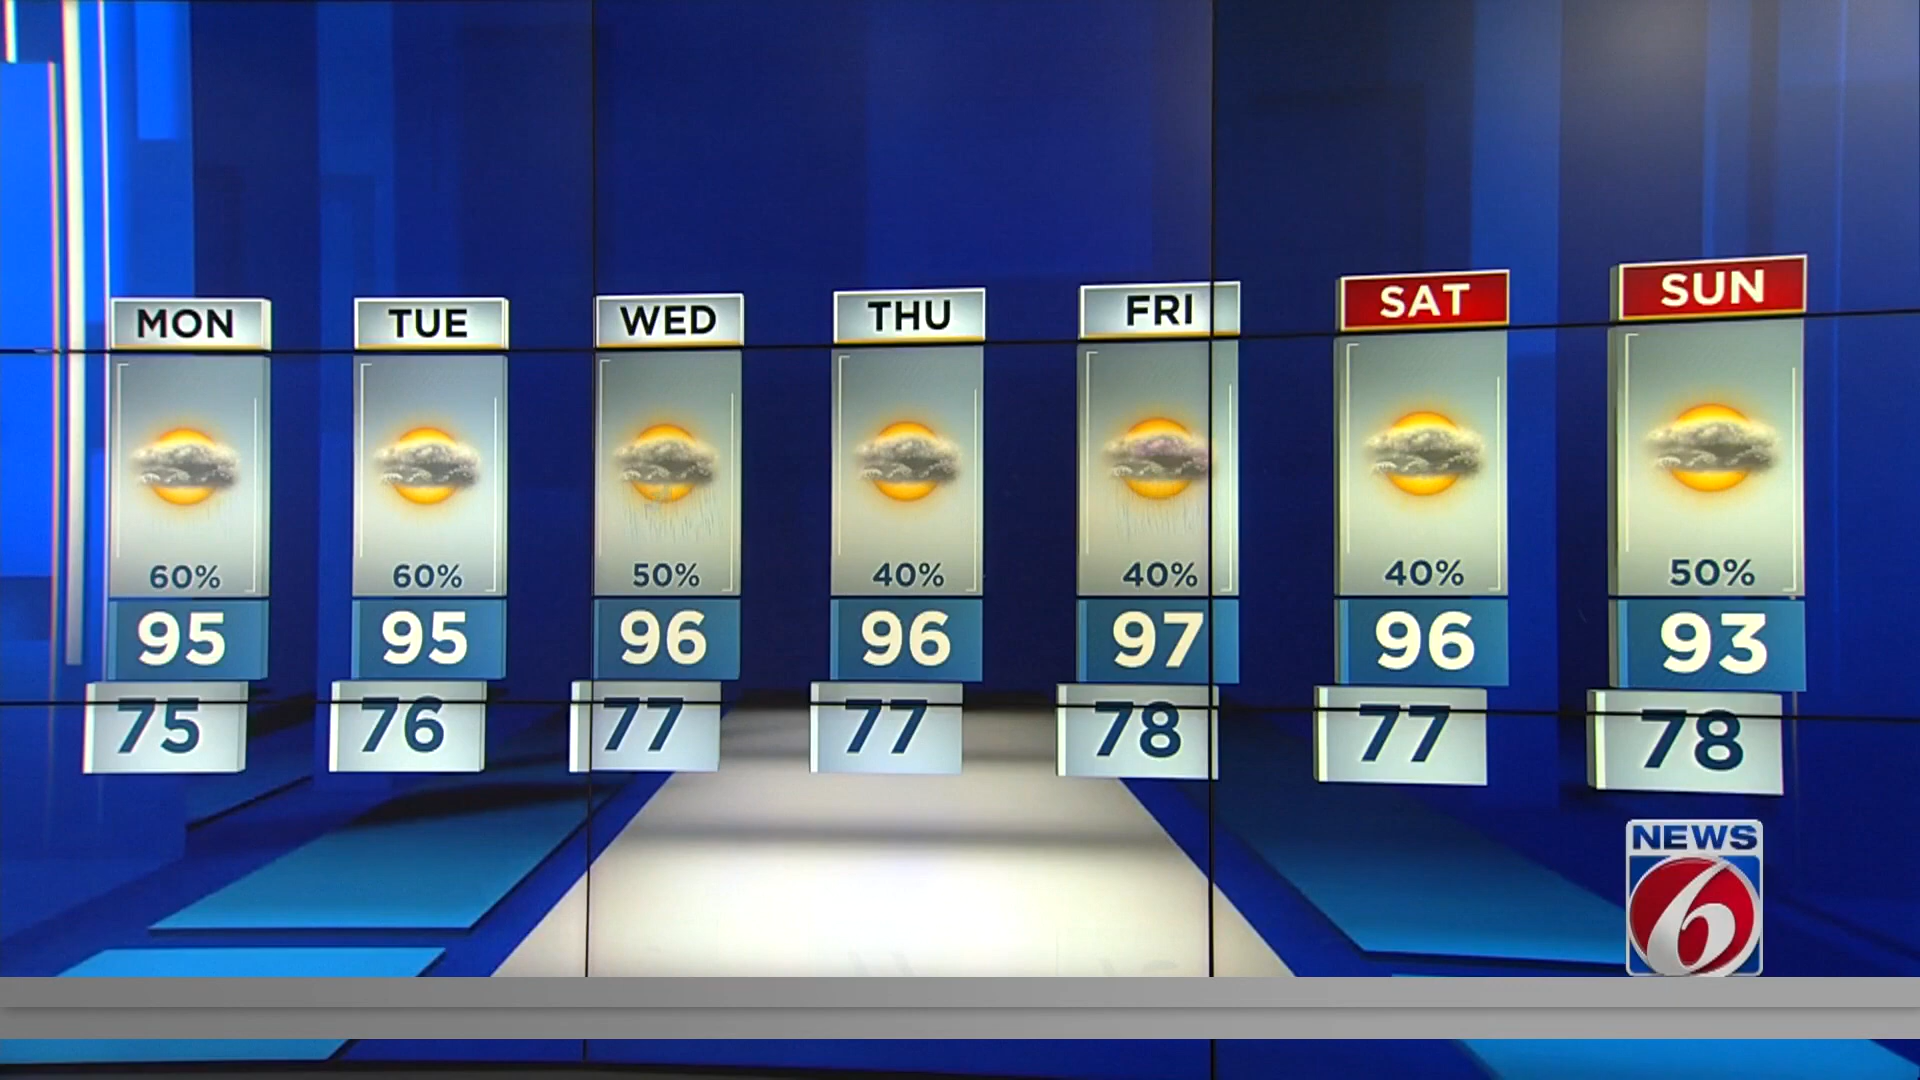 MON TUE WED THU FRI SAT SUN
60% 60% 50% 40% 40% 40% 50%
95 95 96 96 97 96 93
75 76 77 77 78 77 78
NEWS
6